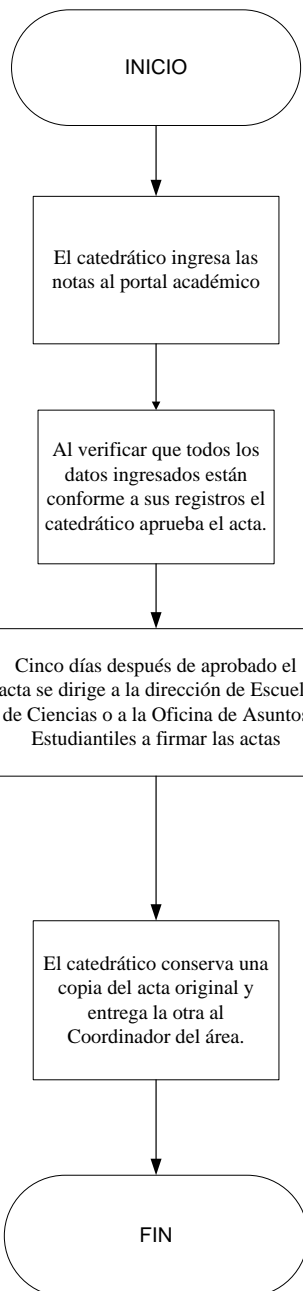 INICIO
El catedrático ingresa las
notas al portal académico
Al verificar que todos los
datos ingresados están
conforme a sus registros el
catedrático aprueba el acta.
Cinco días después de aprobado el
acta se dirige a la dirección de Escuel
de Ciencias o a la Oficina de Asuntos
Estudiantiles a firmar las actas
El catedrático conserva una
copia del acta original y
entrega la otra al
Coordinador del área.
FIN